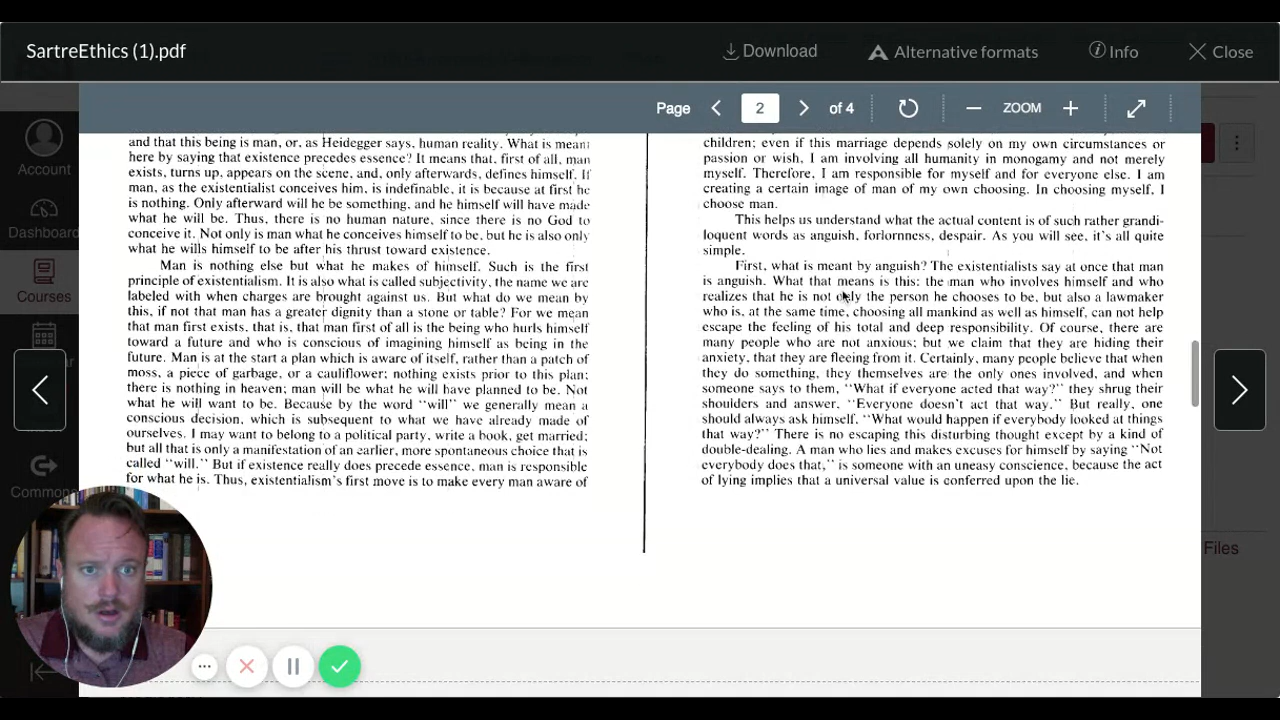 SartreEthics (1).pdf
Download
Alternative formats
Info
Close
Page
2
of 4
ZOOM
Account
Dashboard
Courses
Commons
Files
and that this being is man, or, as Heidegger says, human reality. What is meant
here by saying that existence precedes essence? It means that, first of all, man
exists, turns up, appears on the scene, and, only afterwards, defines himself. If
man, as the existentialist conceives him, is indefinable, it is because at first he
is nothing. Only afterward will he be something, and he himself will have made
what he will be. Thus, there is no human nature, since there is no God to
conceive it. Not only is man what he conceives himself to be, but he is also only
what he wills himself to be after his thrust toward existence.
Man is nothing else but what he makes of himself. Such is the first
principle of existentialism. It is also what is called subjectivity, the name we are
labeled with when charges are brought against us. But what do we mean by
this, if not that man has a greater dignity than a stone or table? For we mean
that man first exists, that is, that man first of all is the being who hurls himself
toward a future and who is conscious of imagining himself as being in the
future. Man is at the start a plan which is aware of itself, rather than a patch of
moss, a piece of garbage, or a cauliflower; nothing exists prior to this plan;
there is nothing in heaven; man will be what he will have planned to be. Not
what he will want to be. Because by the word "will" we generally mean a
conscious decision, which is subsequent to what we have already made of
ourselves. I may want to belong to a political party, write a book, get married;
but all that is only a manifestation of an earlier, more spontaneous choice that is
called "will." But if existence really does precede essence, man is responsible
for what he is. Thus, existentialism's first move is to make every man aware of
children; even if this marriage depends solely on my own circumstances or
passion or wish, I am involving all humanity in monogamy and not merely
myself. Therefore, I am responsible for myself and for everyone else. I am
creating a certain image of man of my own choosing. In choosing myself, I
choose man.
This helps us understand what the actual content is of such rather grandi-
loquent words as anguish, forlornness, despair. As you will see, it's all quite
simple.
First, what is meant by anguish? The existentialists say at once that man
is anguish. What that means is this: the man who involves himself and who
realizes that he is not only the person he chooses to be, but also a lawmaker
who is, at the same time, choosing all mankind as well as himself, can not help
escape the feeling of his total and deep responsibility. Of course, there are
many people who are not anxious; but we claim that they are hiding their
anxiety, that they are fleeing from it. Certainly, many people believe that when
they do something, they themselves are the only ones involved, and when
someone says to them, "What if everyone acted that way?" they shrug their
shoulders and answer, "Everyone doesn't act that way." But really, one
should always ask himself, "What would happen if everybody looked at things
that way?" There is no escaping this disturbing thought except by a kind of
double-dealing. A man who lies and makes excuses for himself by saying "Not
everybody does that," is someone with an uneasy conscience, because the act
of lying implies that a universal value is conferred upon the lie.